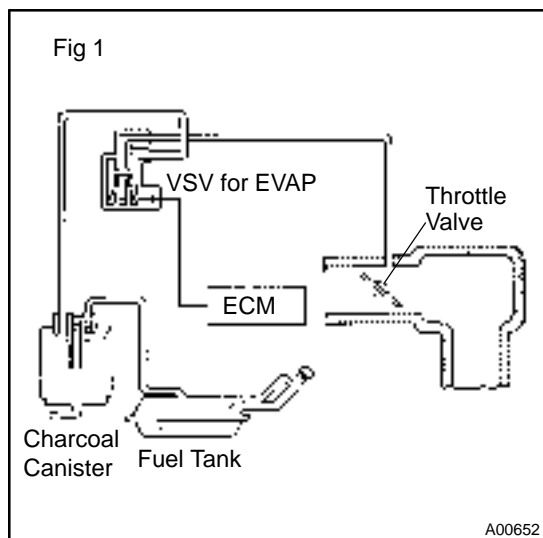 Fig 1
VSV for EVAP
Throttle
Valve
ECM
Charcoal
Canister
Fuel Tank
A00652